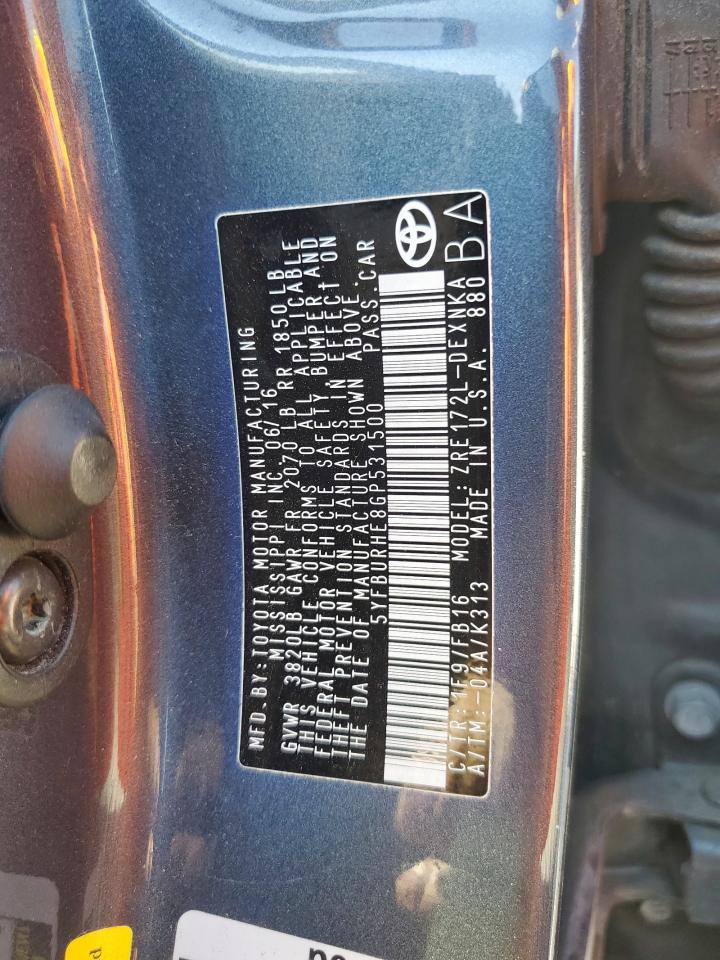 MFD.BY:TOYOTA MOTOR MANUFACTURING
MISSISSIPPI INC. 06/16
GVWR 3820LB GAWR FR 2070LB RR 1850LB
THIS VEHICLE CONFORMS TO ALL APPLICABLE
FEDERAL MOTOR VEHICLE SAFETY, BUMPER, AND
THEFT PREVENTION STANDARDS IN EFFECT ON
THE DATE OF MANUFACTURE SHOWN ABOVE.
5YFBURHE8GP531500 PASS.CAR
C/TR: 1F9/FB16 MODEL: ZRE172L-DEXNKA
A/TM:-04A/K313 MADE IN U.S.A. 880
BA